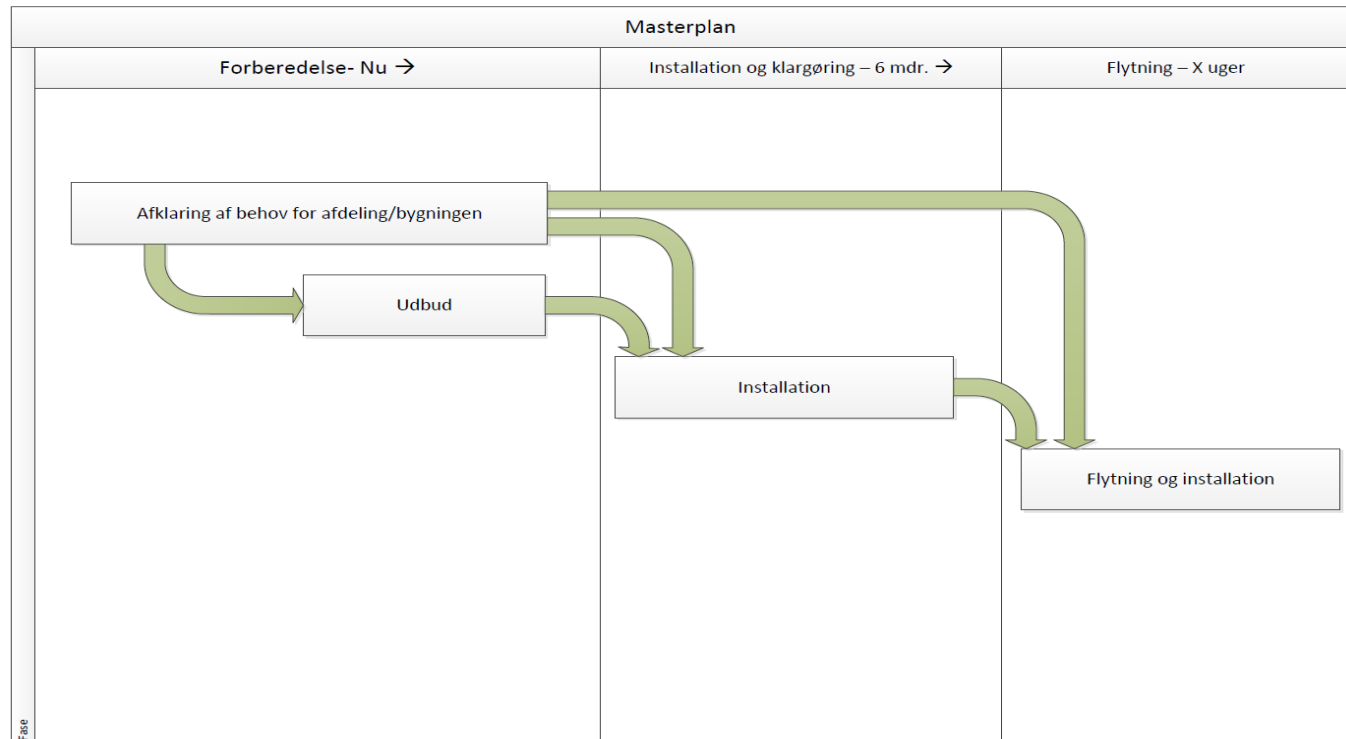 Masterplan
Forberedelse- Nu →
Installation og klargøring – 6 mdr. →
Flytning – X uger
Afklaring af behov for afdeling/bygningen
Udbud
Installation
Flytning og installation
Fase